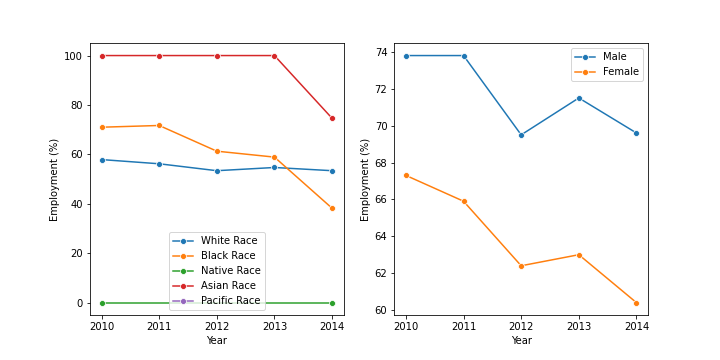 100
80
60
40
20
0
Employment (%)
2010 2011 2012 2013 2014
Year
White Race
Black Race
Native Race
Asian Race
Pacific Race
74
72
70
68
66
64
62
60
Employment (%)
2010 2011 2012 2013 2014
Year
Male
Female